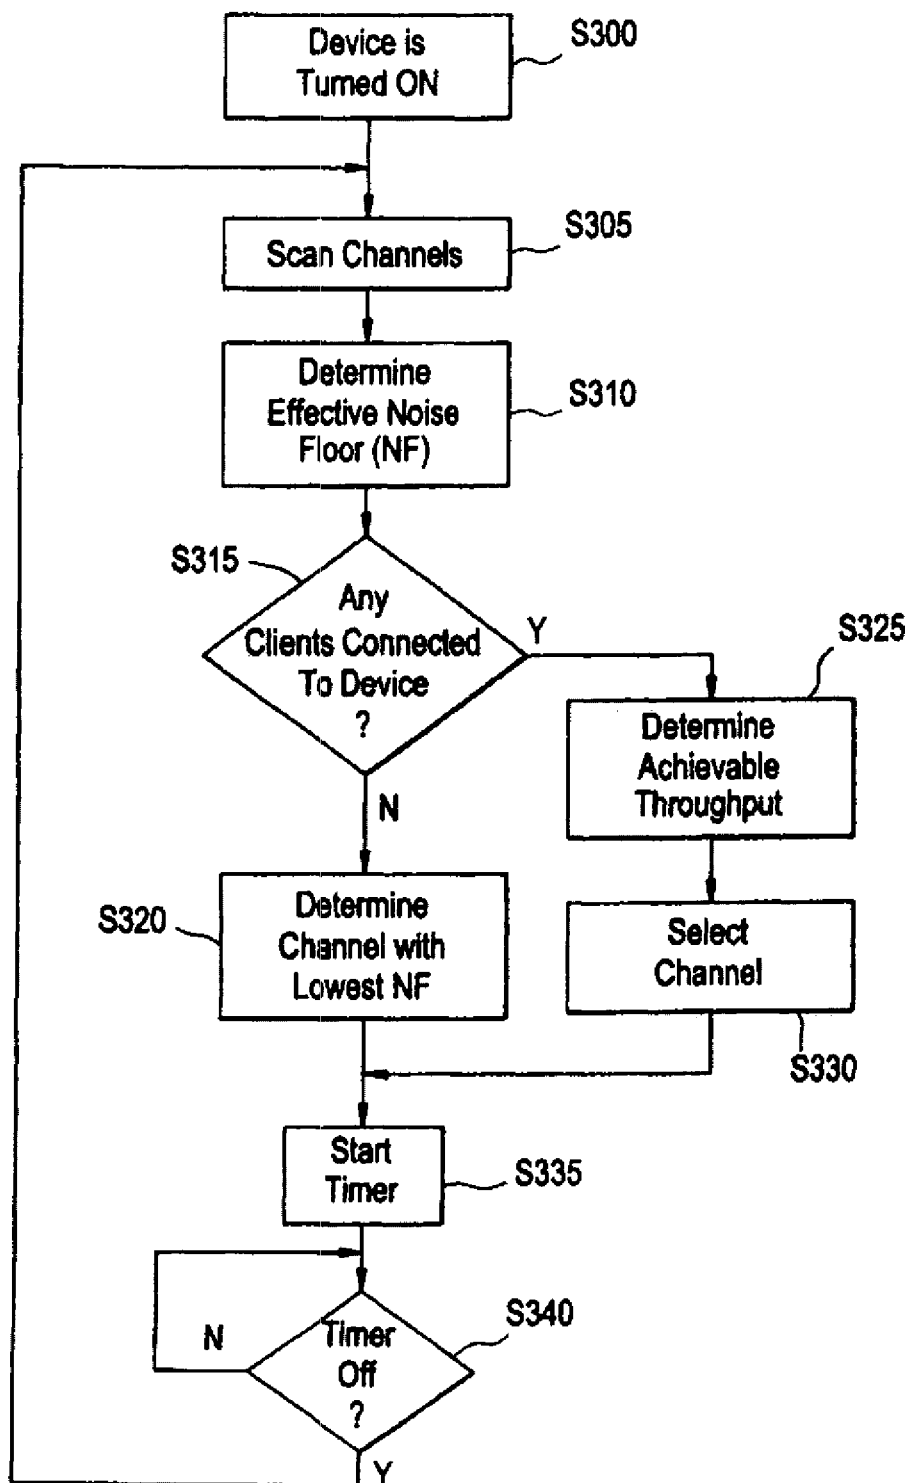 Device is
Turned ON
S300
Scan Channels
S305
Determine
Effective Noise
Floor (NF)
S310
S315
Any
Clients Connected
To Device
?
Y
S325
Determine
Achievable
Throughput
N
S320
Determine
Channel with
Lowest NF
Select
Channel
S330
Start
Timer
S335
N
Timer
Off
?
S340
Y